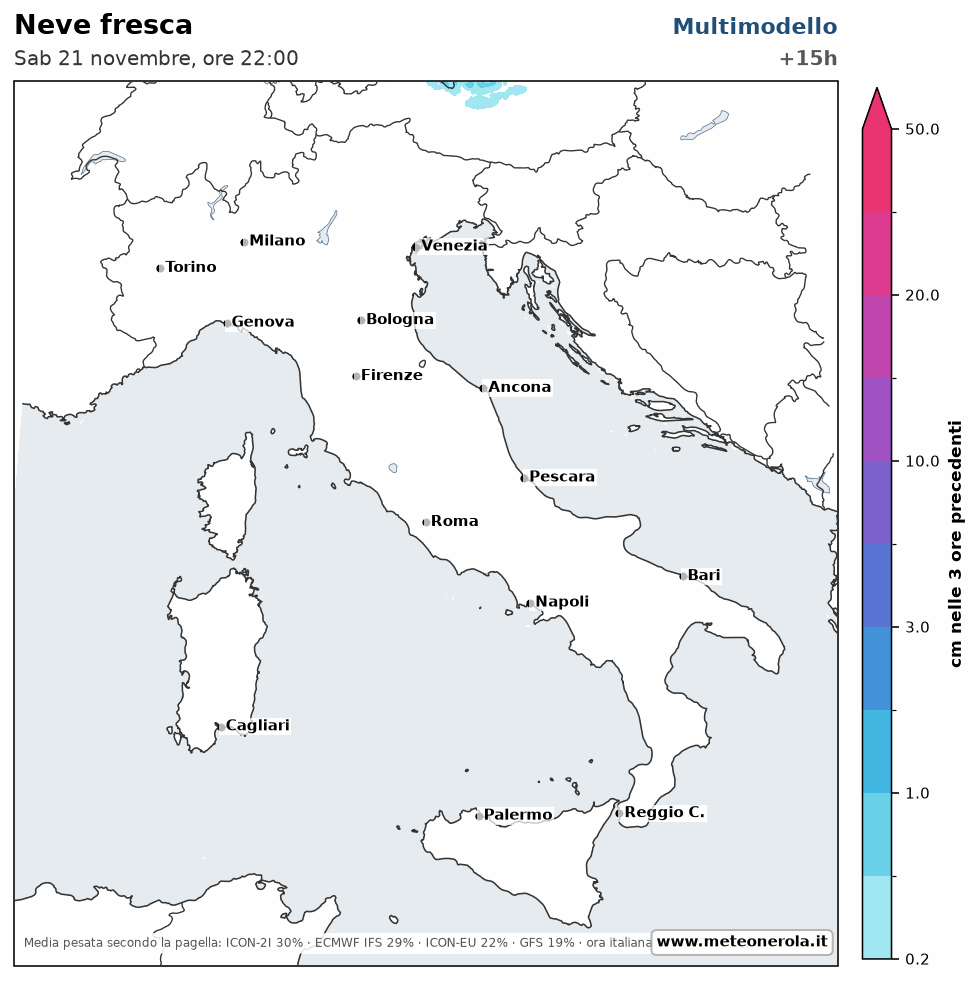 Neve fresca
Multimodello
Sab 21 novembre, ore 22:00
+15h
50.0
Milano
Venezia
Torino
20.0
Genova
Bologna
Firenze
Ancona
10.0
Pescara
Roma
Bari
Napoli
3.0
cm nelle 3 ore precedenti
Cagliari
1.0
Palermo
Reggio C.
Media pesata secondo la pagella: ICON-2I 30% · ECMWF IFS 29% · ICON-EU 22% · GFS 19% · ora italiana
www.meteonerola.it
0.2